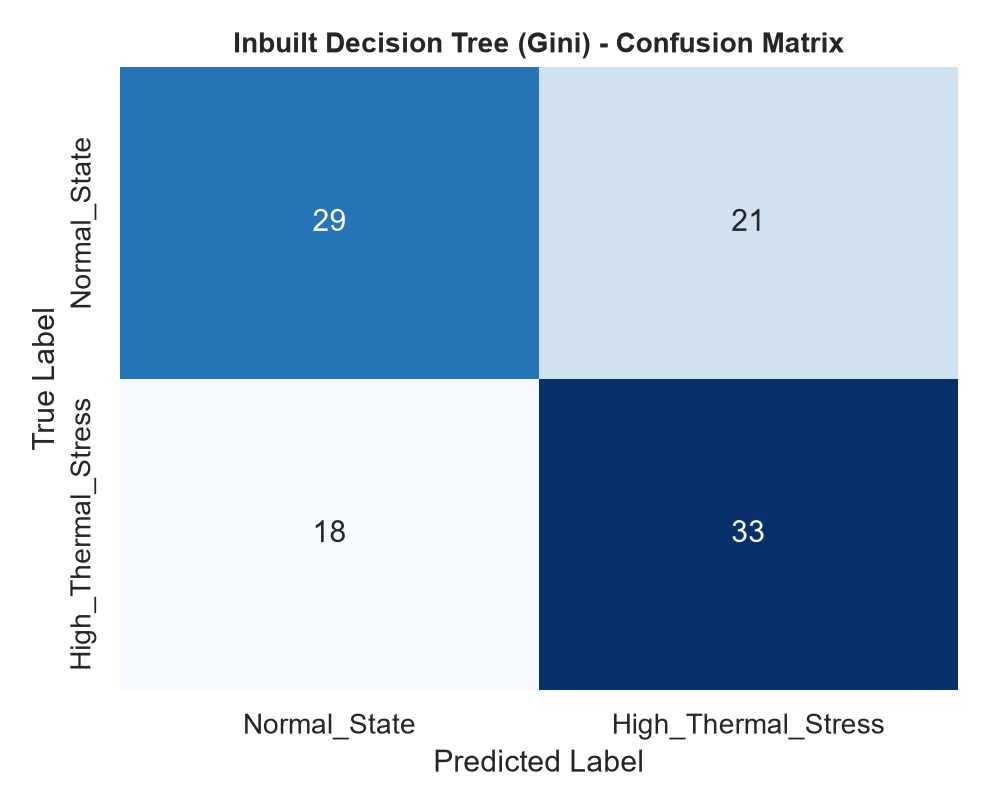 Inbuilt Decision Tree (Gini) - Confusion Matrix
True Label
Normal_State
29
21
High_Thermal_Stress
18
33
Normal_State
High_Thermal_Stress
Predicted Label